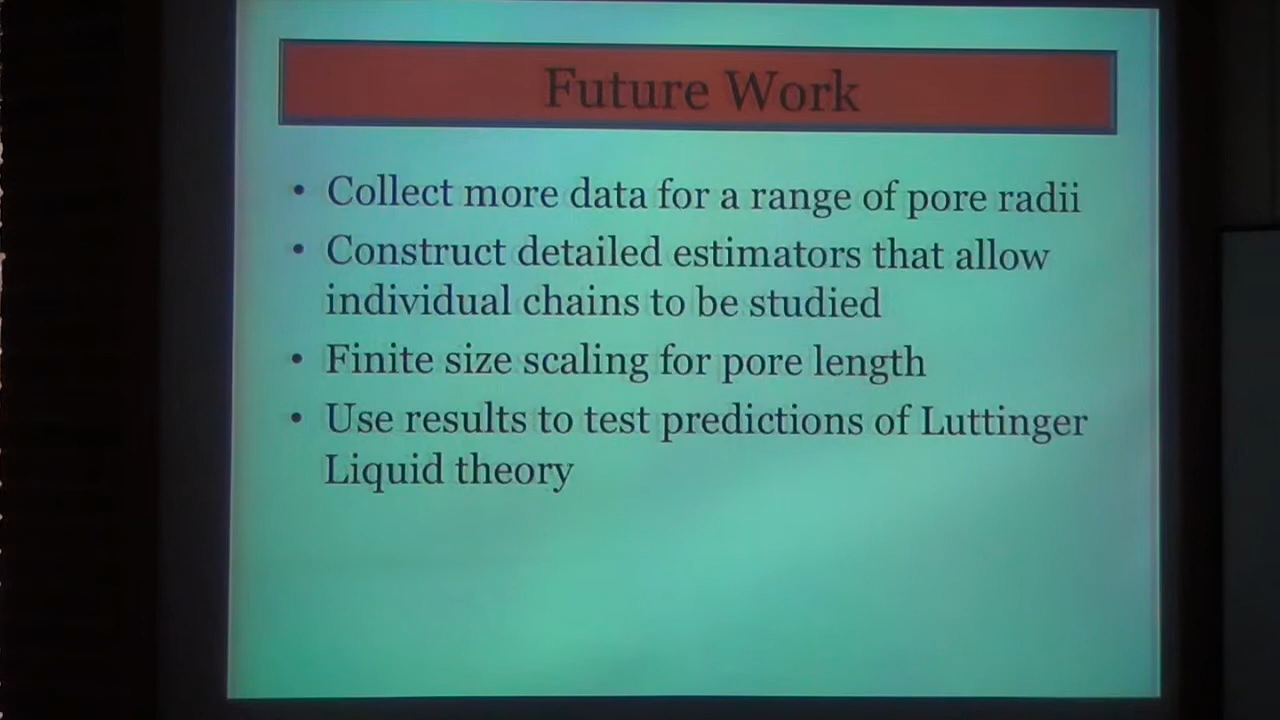 Future Work
• Collect more data for a range of pore radii
• Construct detailed estimators that allow
individual chains to be studied
• Finite size scaling for pore length
• Use results to test predictions of Luttinger
Liquid theory